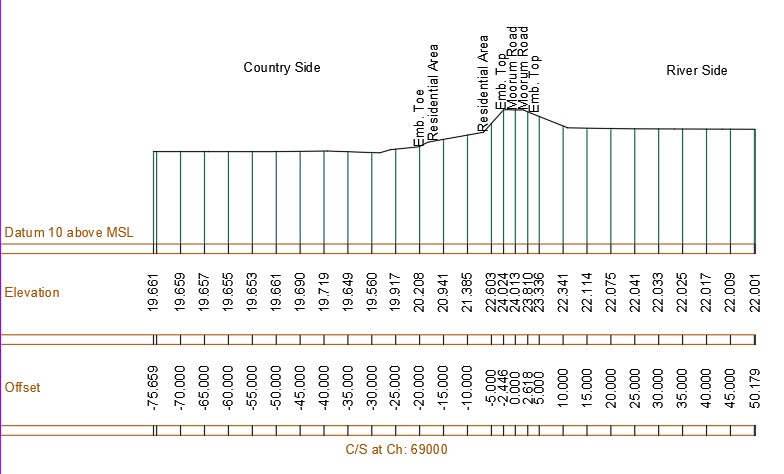 Country Side
River Side
Emb. Toe
Residential Area
Residential Area
Emb. Top
Moorum Road
Moorum Road
Emb. Top
Datum 10 above MSL
Elevation
19.661 19.659 19.657 19.655 19.653 19.661 19.690 19.719 19.649 19.560 19.917 20.208 20.941 21.385 22.603 24.024 24.013 23.810 23.336 22.341 22.114 22.075 22.041 22.033 22.025 22.017 22.009 22.001
Offset
-75.659 -70.000 -65.000 -60.000 -55.000 -50.000 -45.000 -40.000 -35.000 -30.000 -25.000 -20.000 -15.000 -10.000 -5.000 -2.446 0.000 2.618 5.000 10.000 15.000 20.000 25.000 30.000 35.000 40.000 45.000 50.179
C/S at Ch: 69000